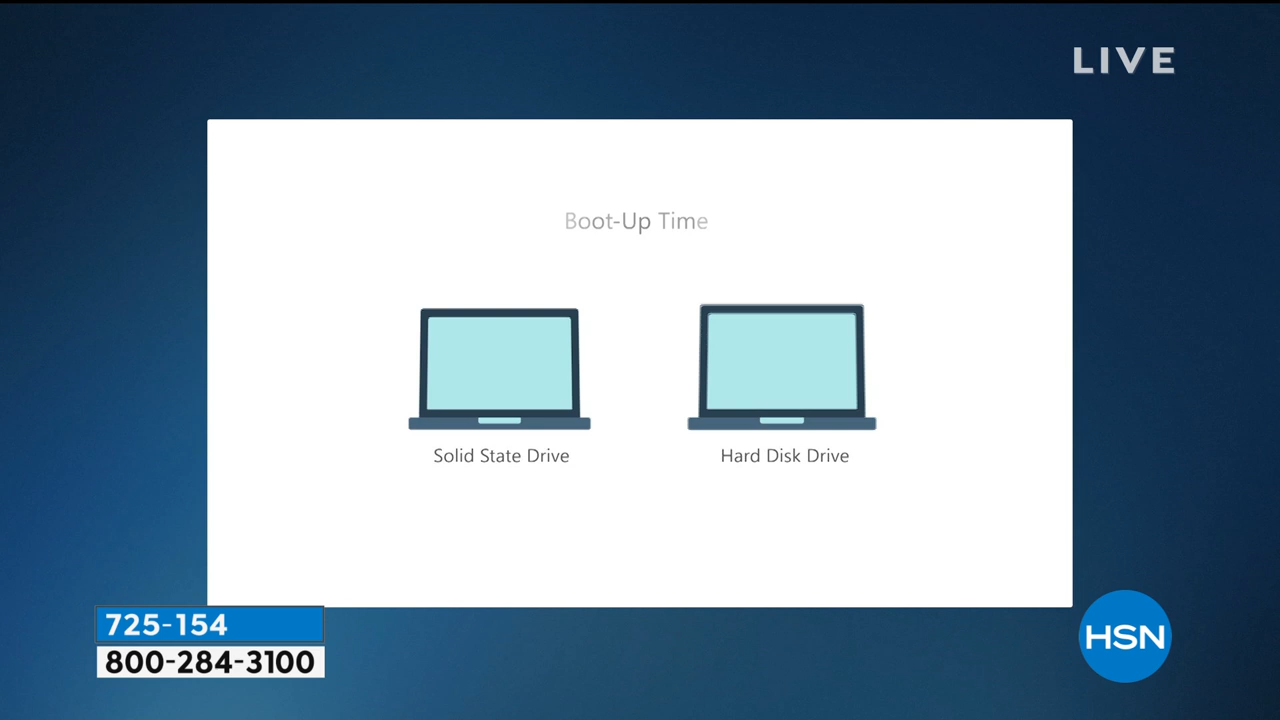 LIVE
Boot-Up Time
Solid State Drive
Hard Disk Drive
725-154
800-284-3100
HSN